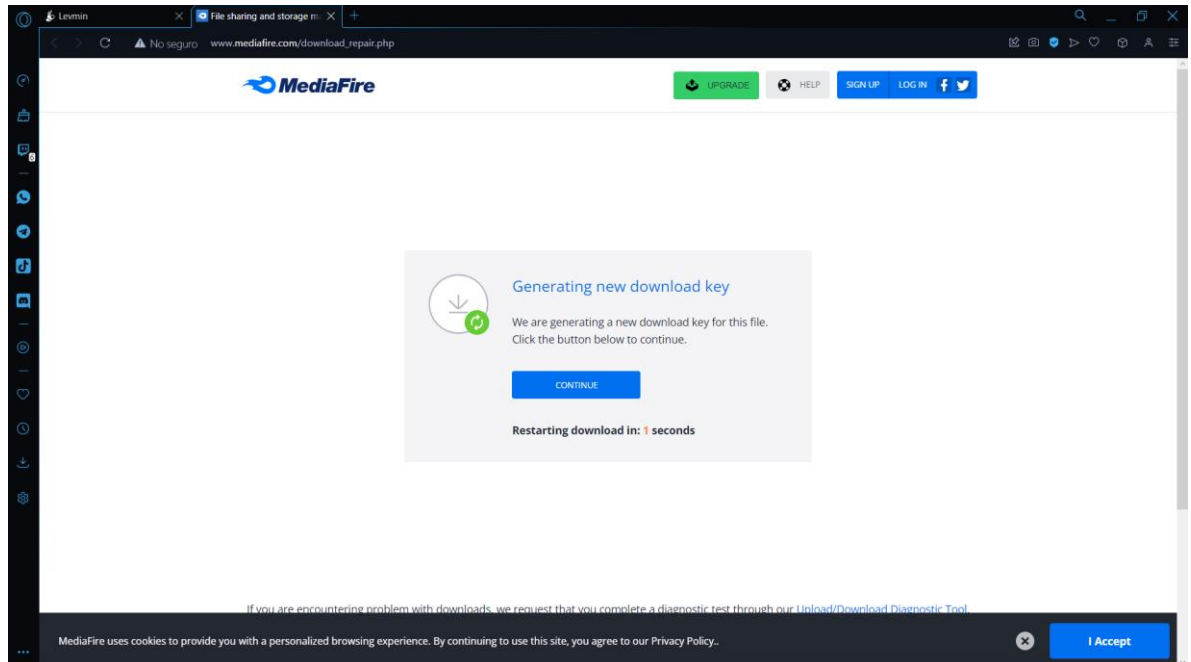 Levmin
File sharing and storage m
No seguro www.mediafire.com/download_repair.php
MediaFire
UPGRADE
HELP
SIGN UP
LOG IN
Generating new download key
We are generating a new download key for this file.
Click the button below to continue.
CONTINUE
Restarting download in: 1 seconds
If you are encountering problem with downloads, we request that you complete a diagnostic test through our Upload/Download Diagnostic Tool.
MediaFire uses cookies to provide you with a personalized browsing experience. By continuing to use this site, you agree to our Privacy Policy..
I Accept